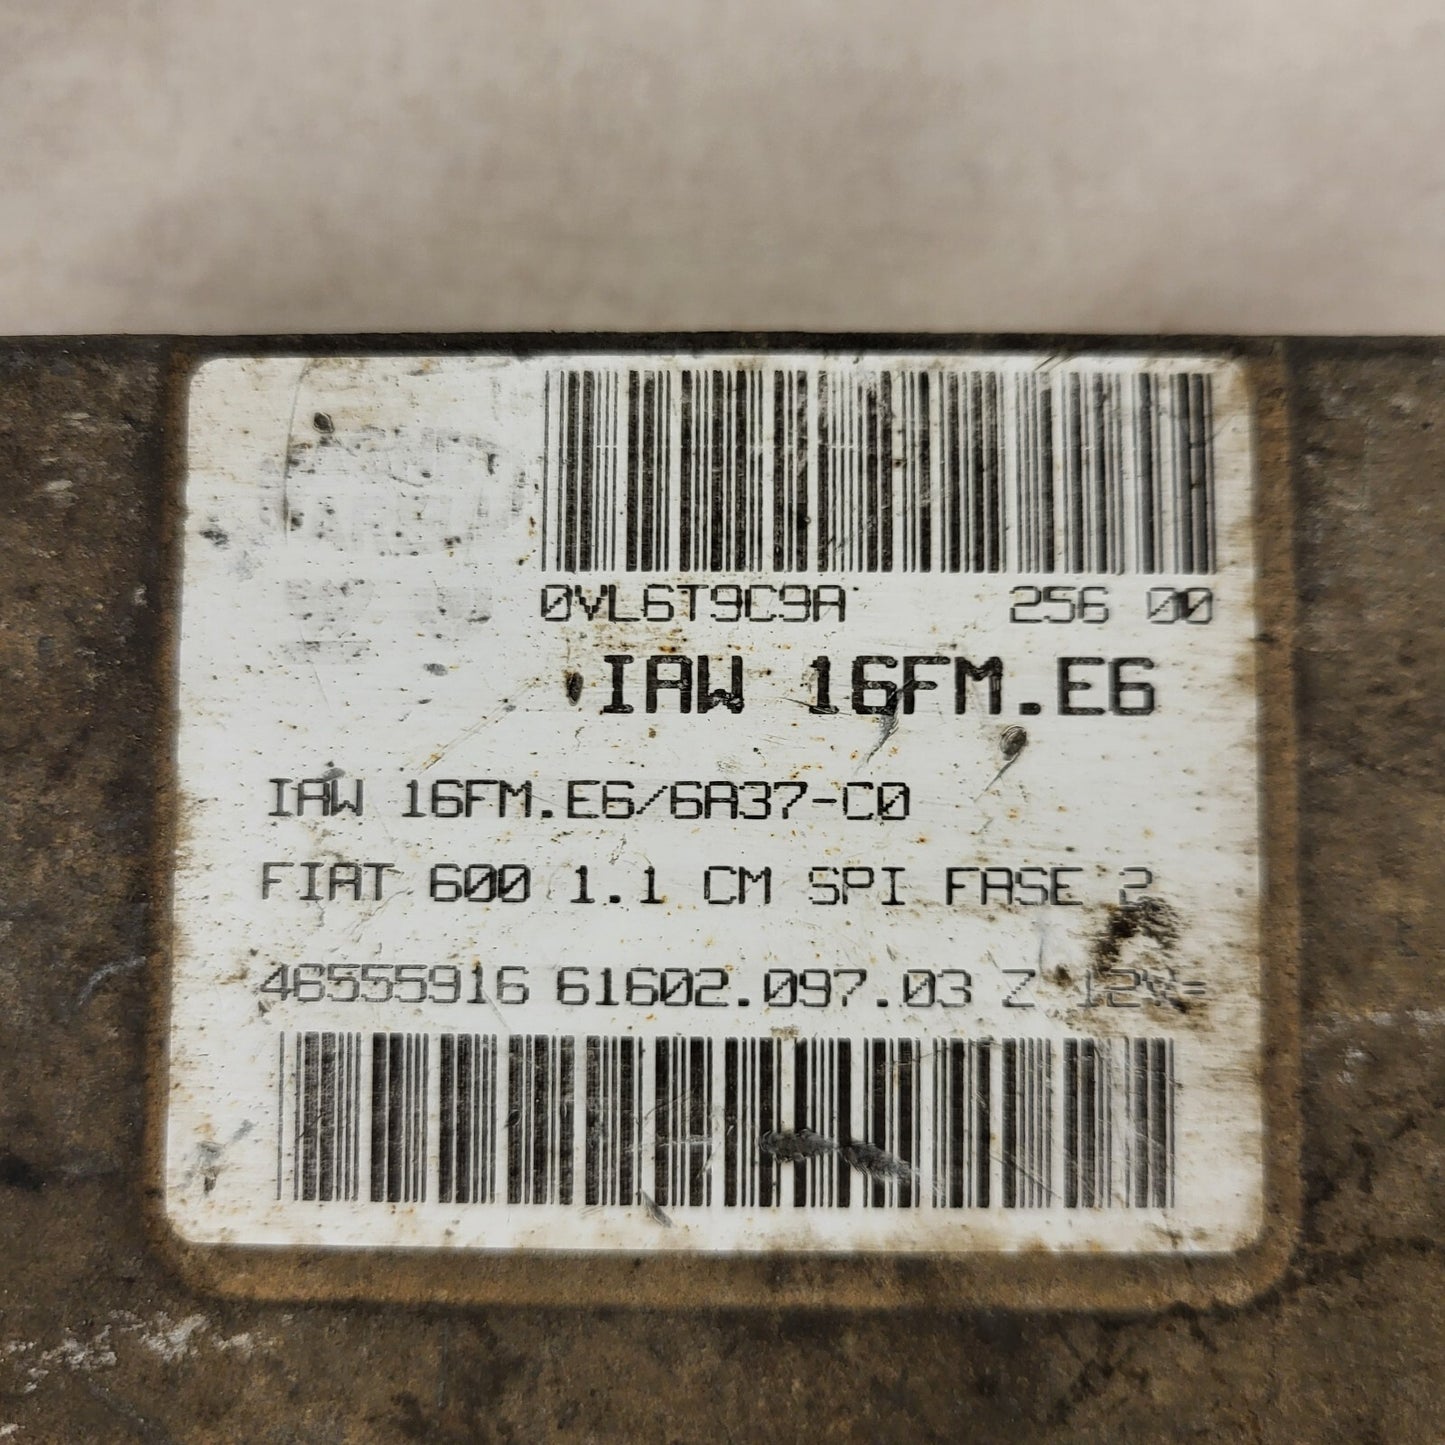 0VL6T9C9A 256 00
IAW 16FM.E6
IAW 16FM.E6/6A37-C0
FIAT 600 1.1 CM SPI FASE 2
46555916 61602.097.03 Z 12V=